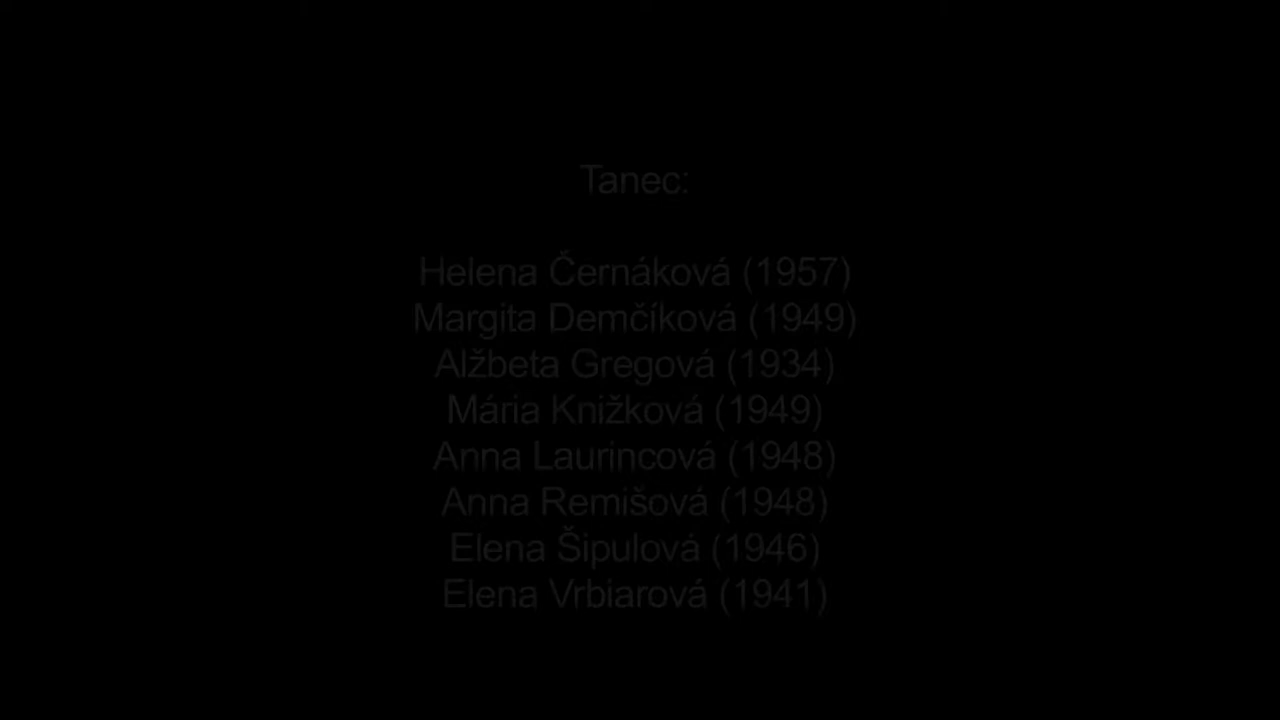 Tanec:
Helena Černáková (1957)
Margita Demčíková (1949)
Alžbeta Gregová (1934)
Mária Knižková (1949)
Anna Laurincová (1948)
Anna Remišová (1948)
Elena Šipulová (1946)
Elena Vrbiarová (1941)